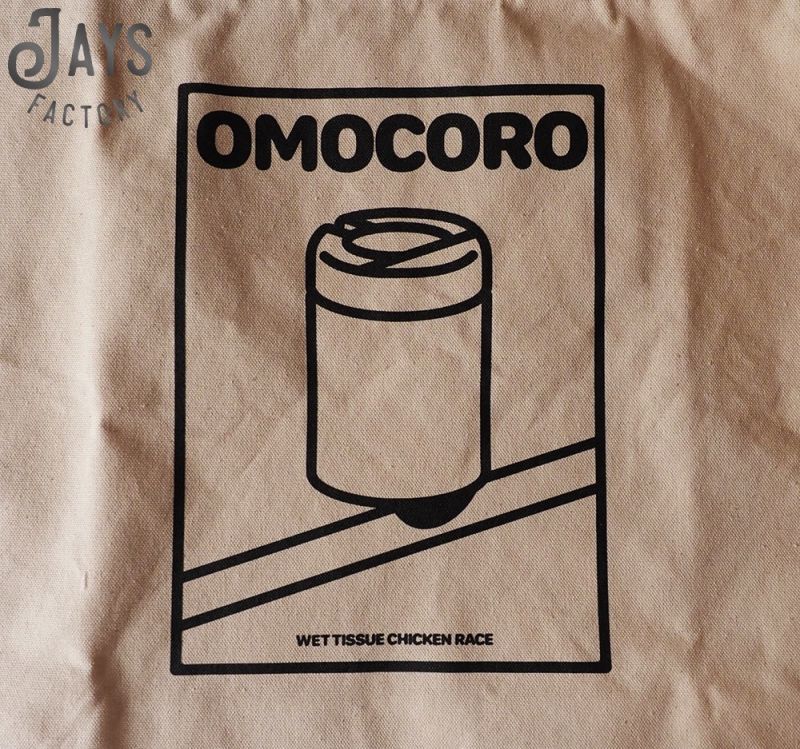 JAYS
FACTORY
OMOCORO
WET TISSUE CHICKEN RACE